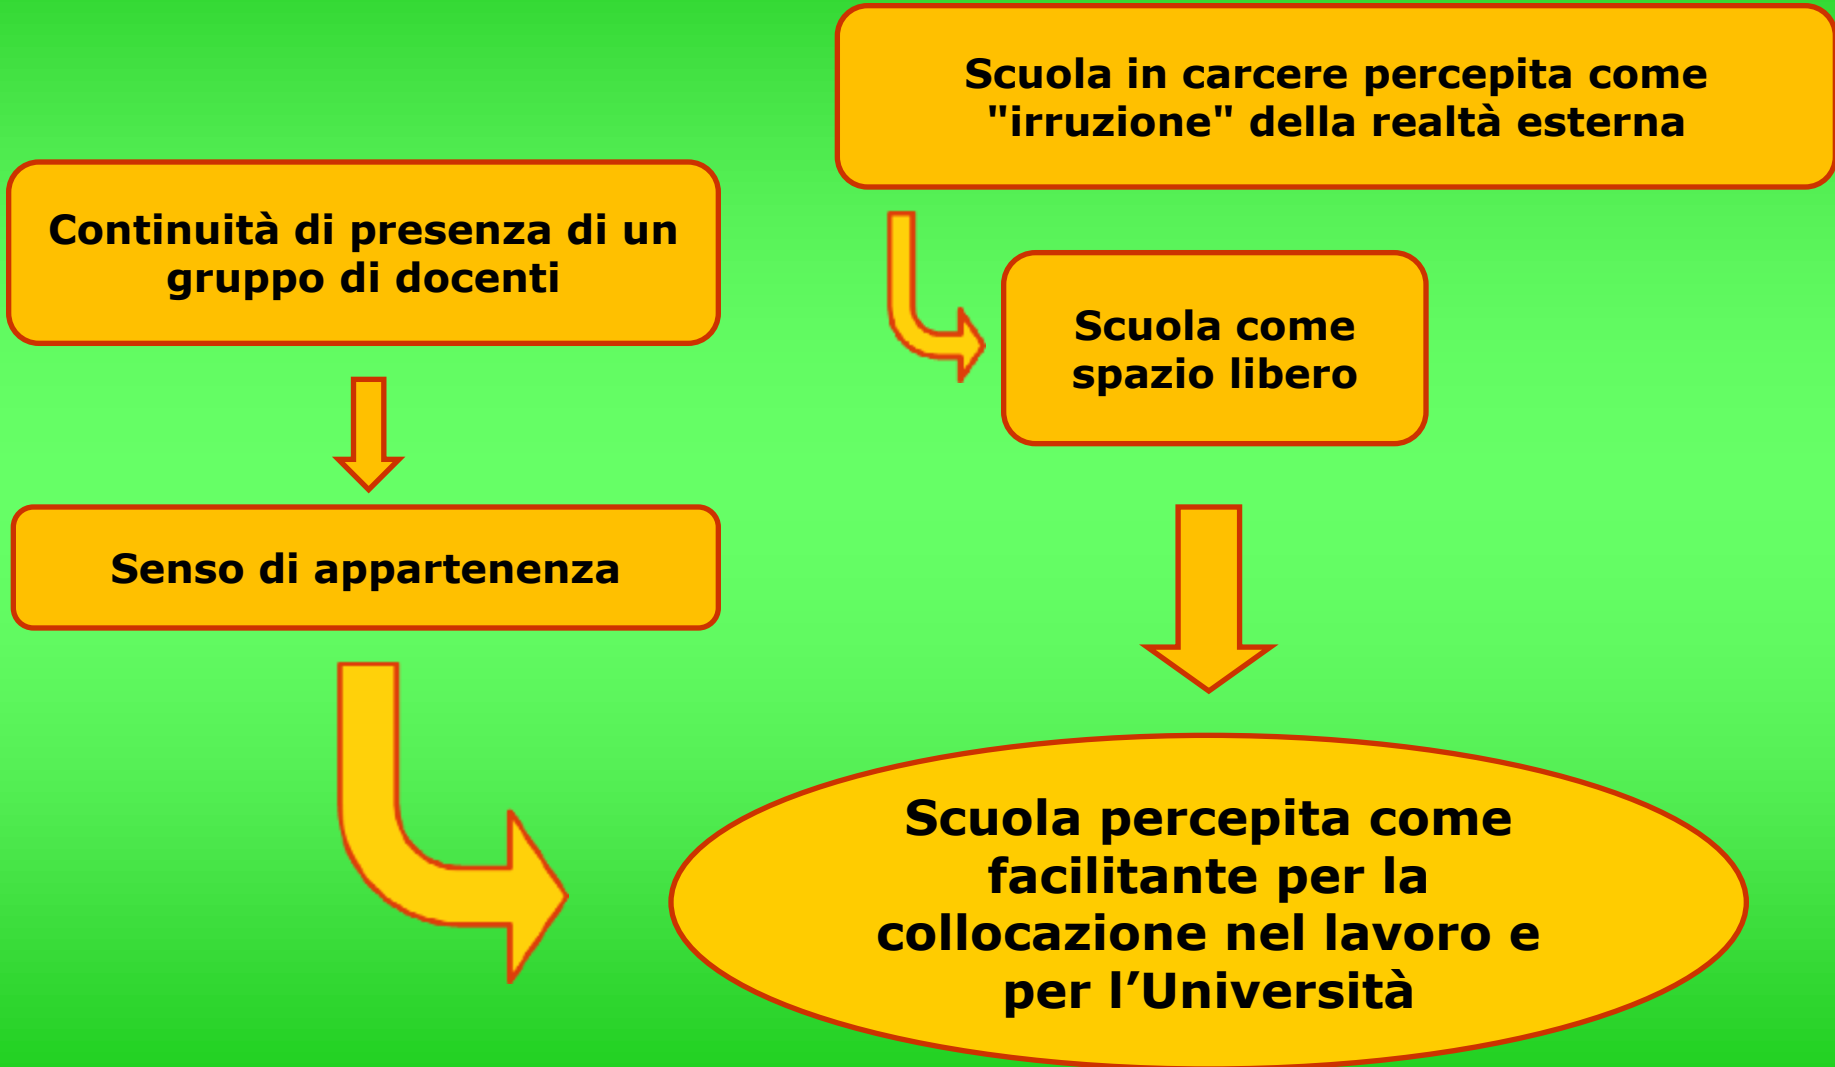 Scuola in carcere percepita come
"irruzione" della realtà esterna
Continuità di presenza di un
gruppo di docenti
Scuola come
spazio libero
Senso di appartenenza
Scuola percepita come
facilitante per la
collocazione nel lavoro e
per l’Università